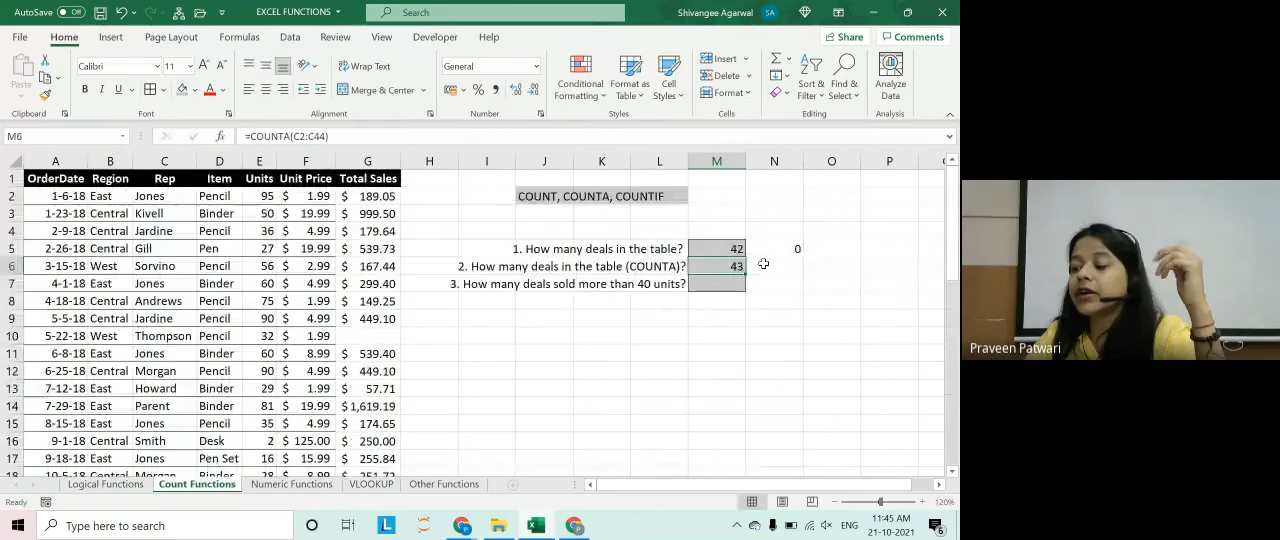 AutoSave Off EXCEL FUNCTIONS Search Shivangee Agarwal SA
File Home Insert Page Layout Formulas Data Review View Developer Help Share Comments
Paste Calibri 11 Wrap Text General Conditional Formatting Format as Table Cell Styles Insert Delete Format Sort & Filter Find & Select Analyze Data
B I U Merge & Center
Clipboard Font Alignment Number Styles Cells Editing Analysis
M6 fx =COUNTA(C2:C44)
A B C D E F G H I J K L M N O P
1 OrderDate Region Rep Item Units Unit Price Total Sales
2 1-6-18 East Jones Pencil 95 $ 1.99 $ 189.05 COUNT, COUNTA, COUNTIF
3 1-23-18 Central Kivell Binder 50 $ 19.99 $ 999.50
4 2-9-18 Central Jardine Pencil 36 $ 4.99 $ 179.64
5 2-26-18 Central Gill Pen 27 $ 19.99 $ 539.73 1. How many deals in the table? 42 0
6 3-15-18 West Sorvino Pencil 56 $ 2.99 $ 167.44 2. How many deals in the table (COUNTA)? 43
7 4-1-18 East Jones Binder 60 $ 4.99 $ 299.40 3. How many deals sold more than 40 units?
8 4-18-18 Central Andrews Pencil 75 $ 1.99 $ 149.25
9 5-5-18 Central Jardine Pencil 90 $ 4.99 $ 449.10
10 5-22-18 West Thompson Pencil 32 $ 1.99
11 6-8-18 East Jones Binder 60 $ 8.99 $ 539.40
12 6-25-18 Central Morgan Pencil 90 $ 4.99 $ 449.10
13 7-12-18 East Howard Binder 29 $ 1.99 $ 57.71
14 7-29-18 East Parent Binder 81 $ 19.99 $ 1,619.19
15 8-15-18 East Jones Pencil 35 $ 4.99 $ 174.65
16 9-1-18 Central Smith Desk 2 $ 125.00 $ 250.00
17 9-18-18 East Jones Pen Set 16 $ 15.99 $ 255.84
18 10-5-18 Central Morgan Binder 28 $ 8.99 $ 251.72
Logical Functions Count Functions Numeric Functions VLOOKUP Other Functions
Ready 120%
Type here to search L ENG 11:45 AM
21-10-2021 6
Praveen Patwari